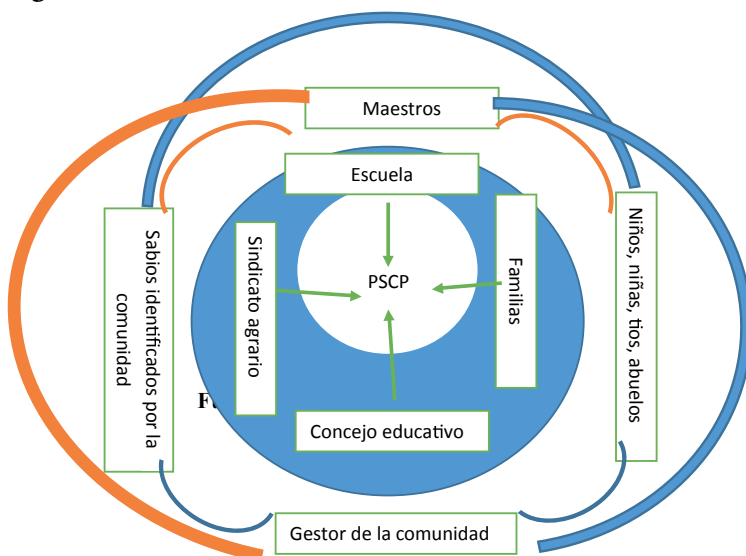 Maestros
Escuela
Sabios identificados por la
comunidad
Sindicato agrario
PSCP
Familias
Niños, niñas, tios, abuelos
Concejo educativo
Gestor de la comunidad